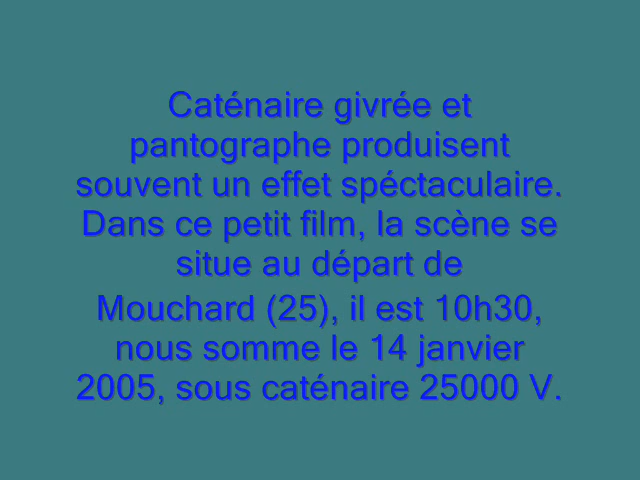 Caténaire givrée et
pantographe produisent
souvent un effet spéctaculaire.
Dans ce petit film, la scène se
situe au départ de
Mouchard (25), il est 10h30,
nous somme le 14 janvier
2005, sous caténaire 25000 V.